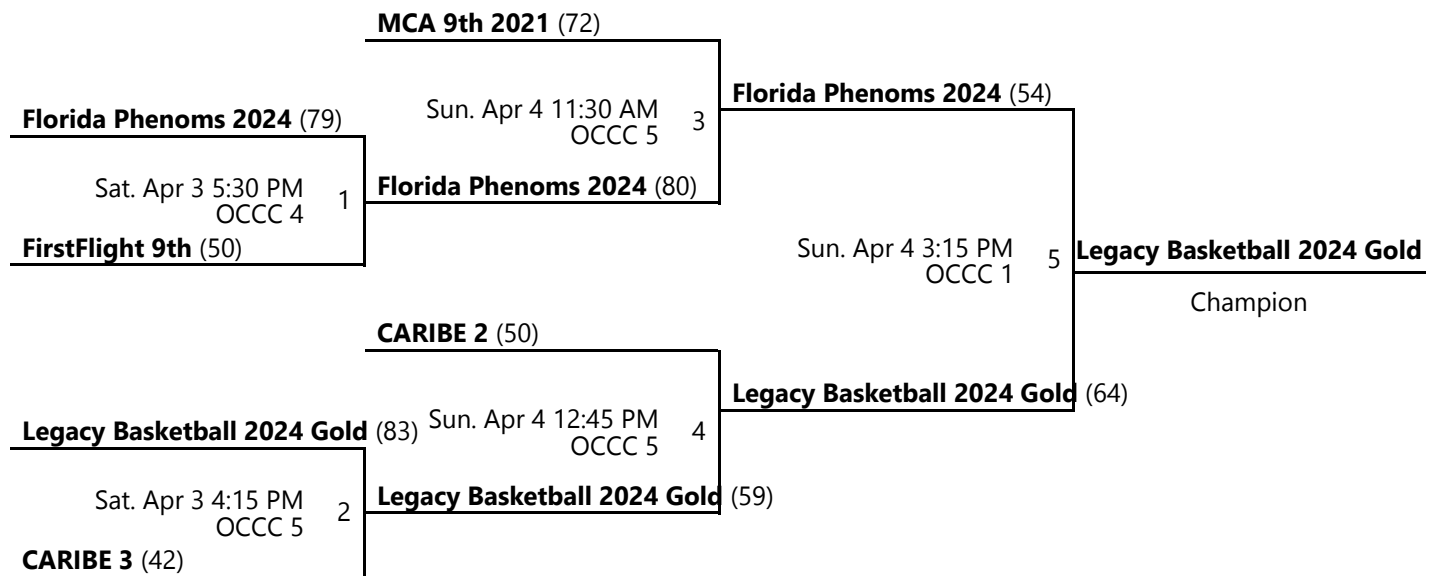 MCA 9th 2021 (72)
Florida Phenoms 2024 (79)
Sat. Apr 3 5:30 PM
OCCC 4
1
FirstFlight 9th (50)
Sun. Apr 4 11:30 AM
OCCC 5
3
Florida Phenoms 2024 (80)
Florida Phenoms 2024 (54)
Sun. Apr 4 3:15 PM
OCCC 1
5
Legacy Basketball 2024 Gold
Champion
CARIBE 2 (50)
Legacy Basketball 2024 Gold (83)
Sat. Apr 3 4:15 PM
OCCC 5
2
CARIBE 3 (42)
Sun. Apr 4 12:45 PM
OCCC 5
4
Legacy Basketball 2024 Gold (59)
Legacy Basketball 2024 Gold (64)